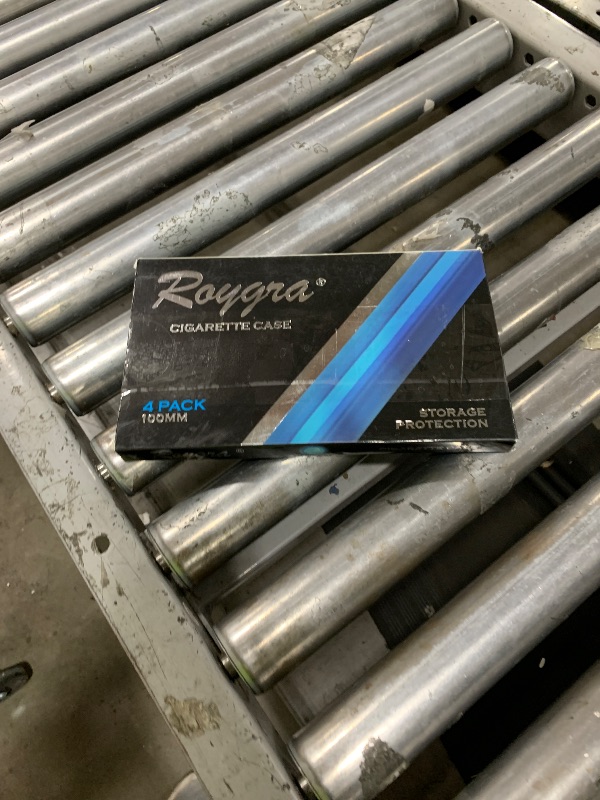 Roygra®
CIGARETTE CASE
4 PACK
100MM
STORAGE
PROTECTION